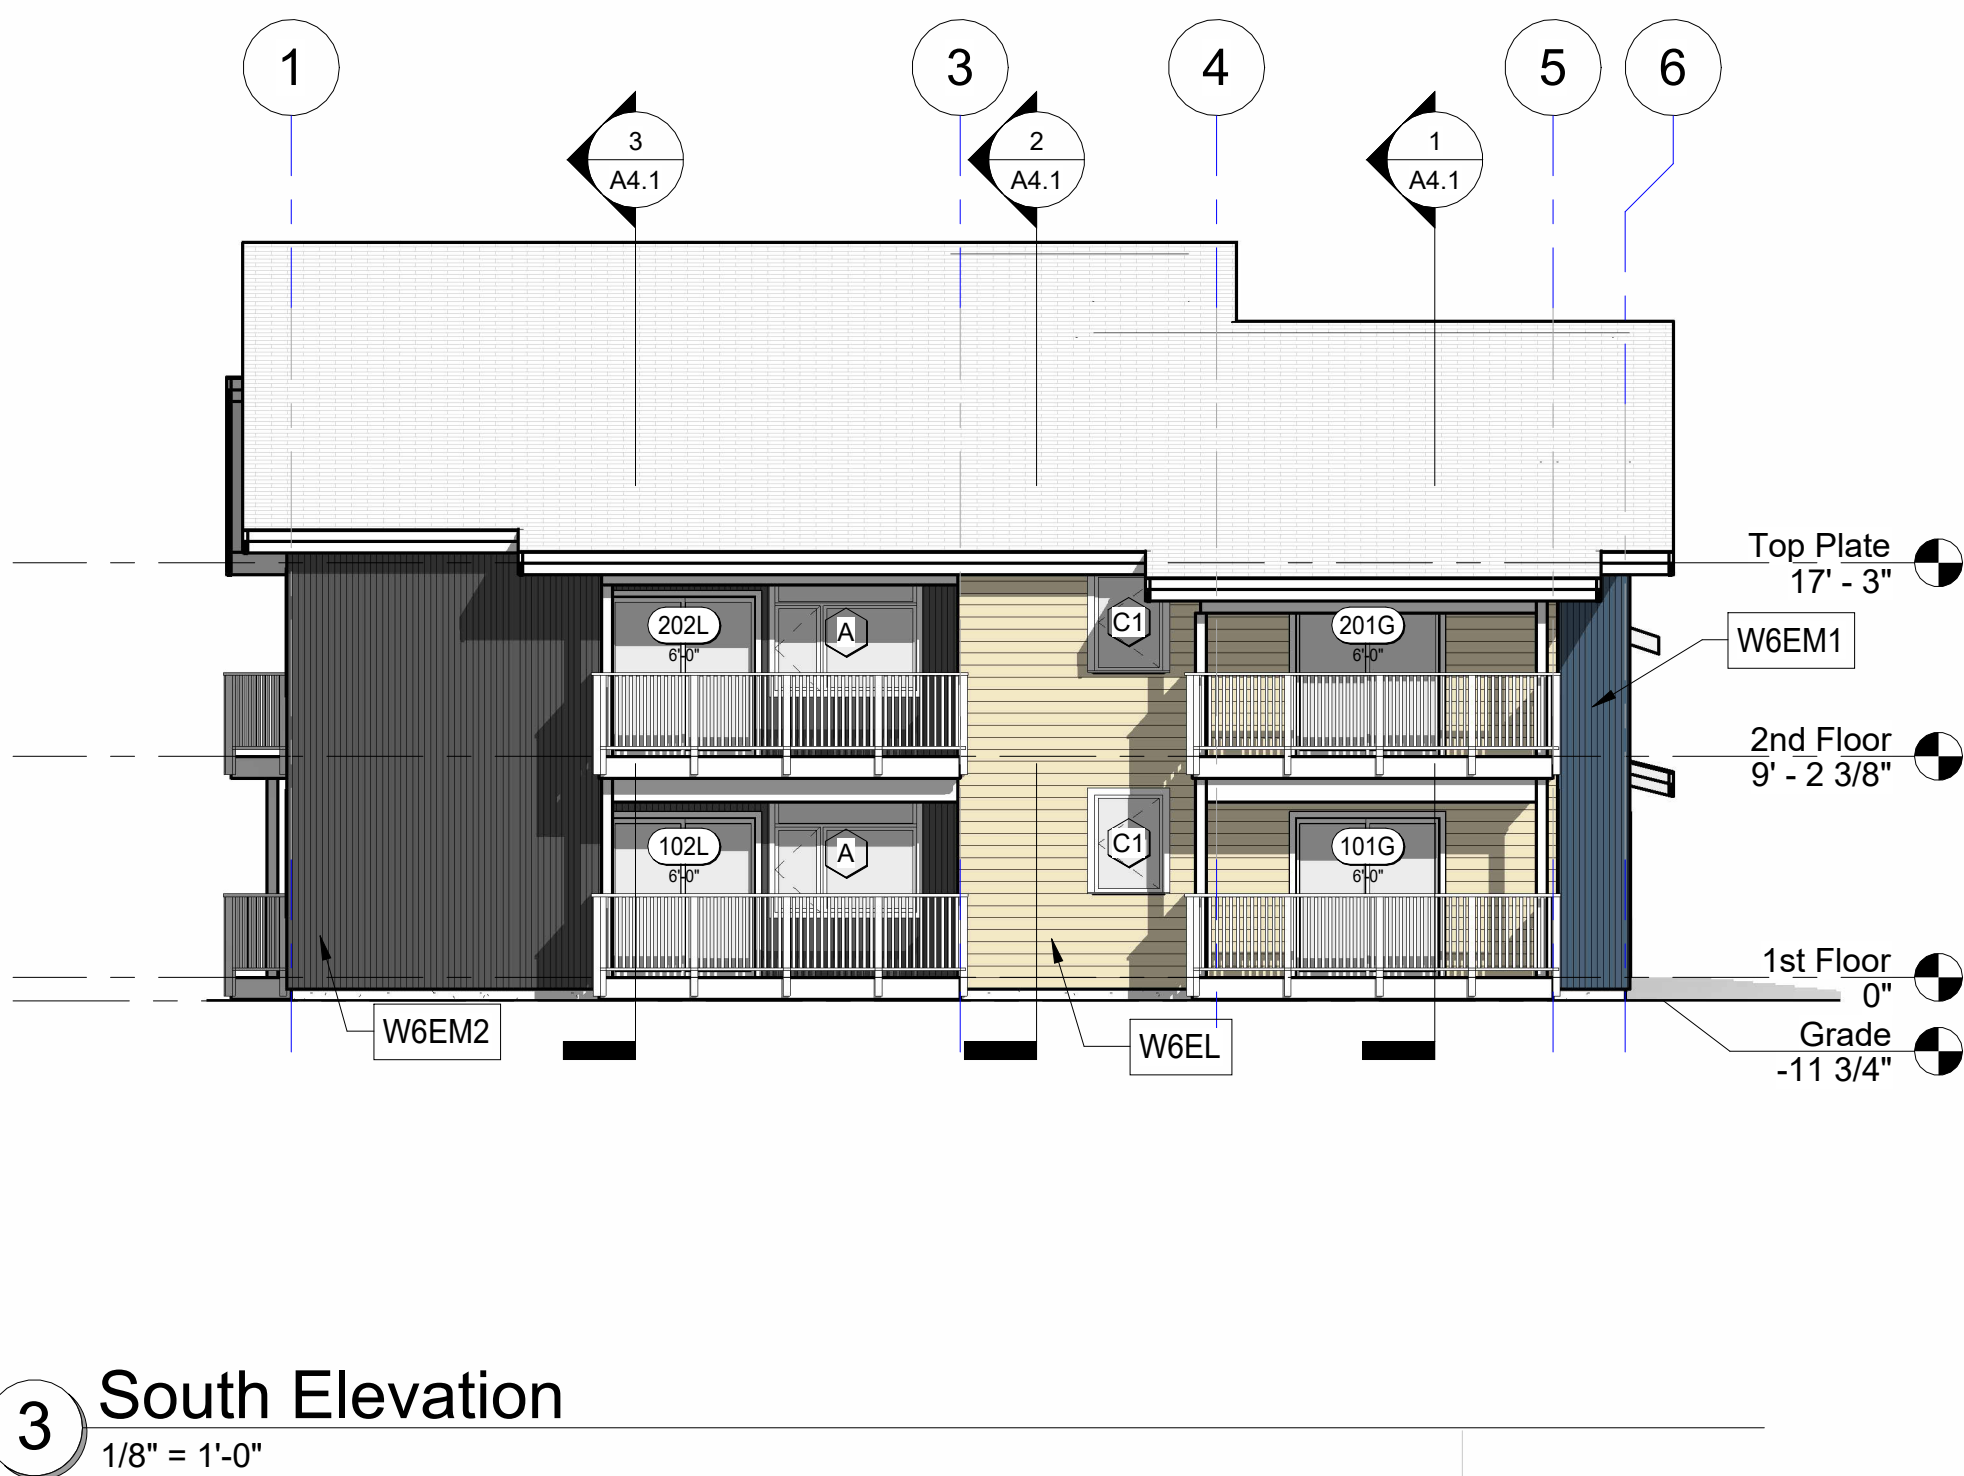 1 3 4 5 6
3
A4.1
2
A4.1
1
A4.1
Top Plate
17' - 3"
202L
6'-0"
A
C1
201G
6'-0"
W6EM1
2nd Floor
9' - 2 3/8"
102L
6'-0"
A
C1
101G
6'-0"
1st Floor
0"
W6EM2
W6EL
Grade
-11 3/4"
3
South Elevation
1/8" = 1'-0"